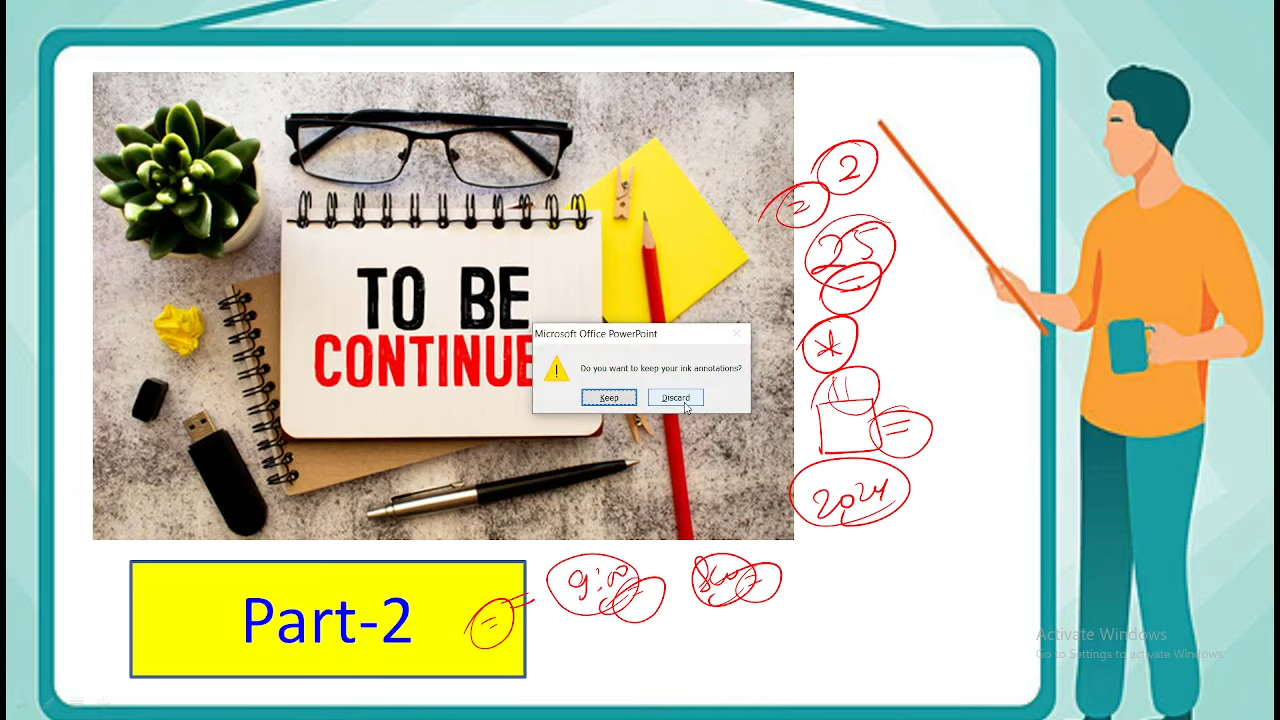 TO BE
CONTINUE
Microsoft Office PowerPoint
Do you want to keep your ink annotations?
Keep
Discard
2
=
25
=
*
11
=
2024
Part-2
=
Activate Windows
Go to Settings to activate Windows.